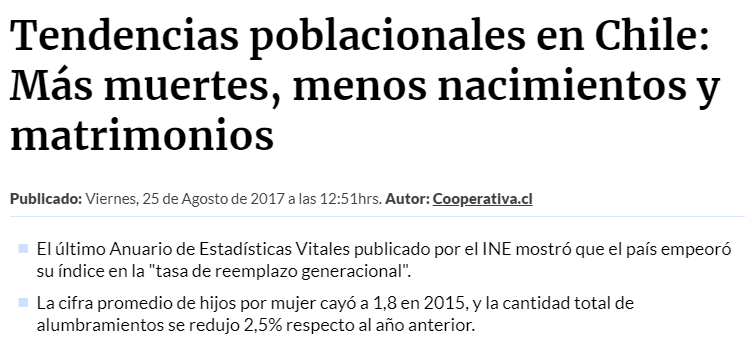 Tendencias poblacionales en Chile:
Más muertes, menos nacimientos y
matrimonios
Publicado: Viernes, 25 de Agosto de 2017 a las 12:51hrs. Autor: Cooperativa.cl
El último Anuario de Estadísticas Vitales publicado por el INE mostró que el país empeoró
su índice en la "tasa de reemplazo generacional".
La cifra promedio de hijos por mujer cayó a 1,8 en 2015, y la cantidad total de
alumbramientos se redujo 2,5% respecto al año anterior.